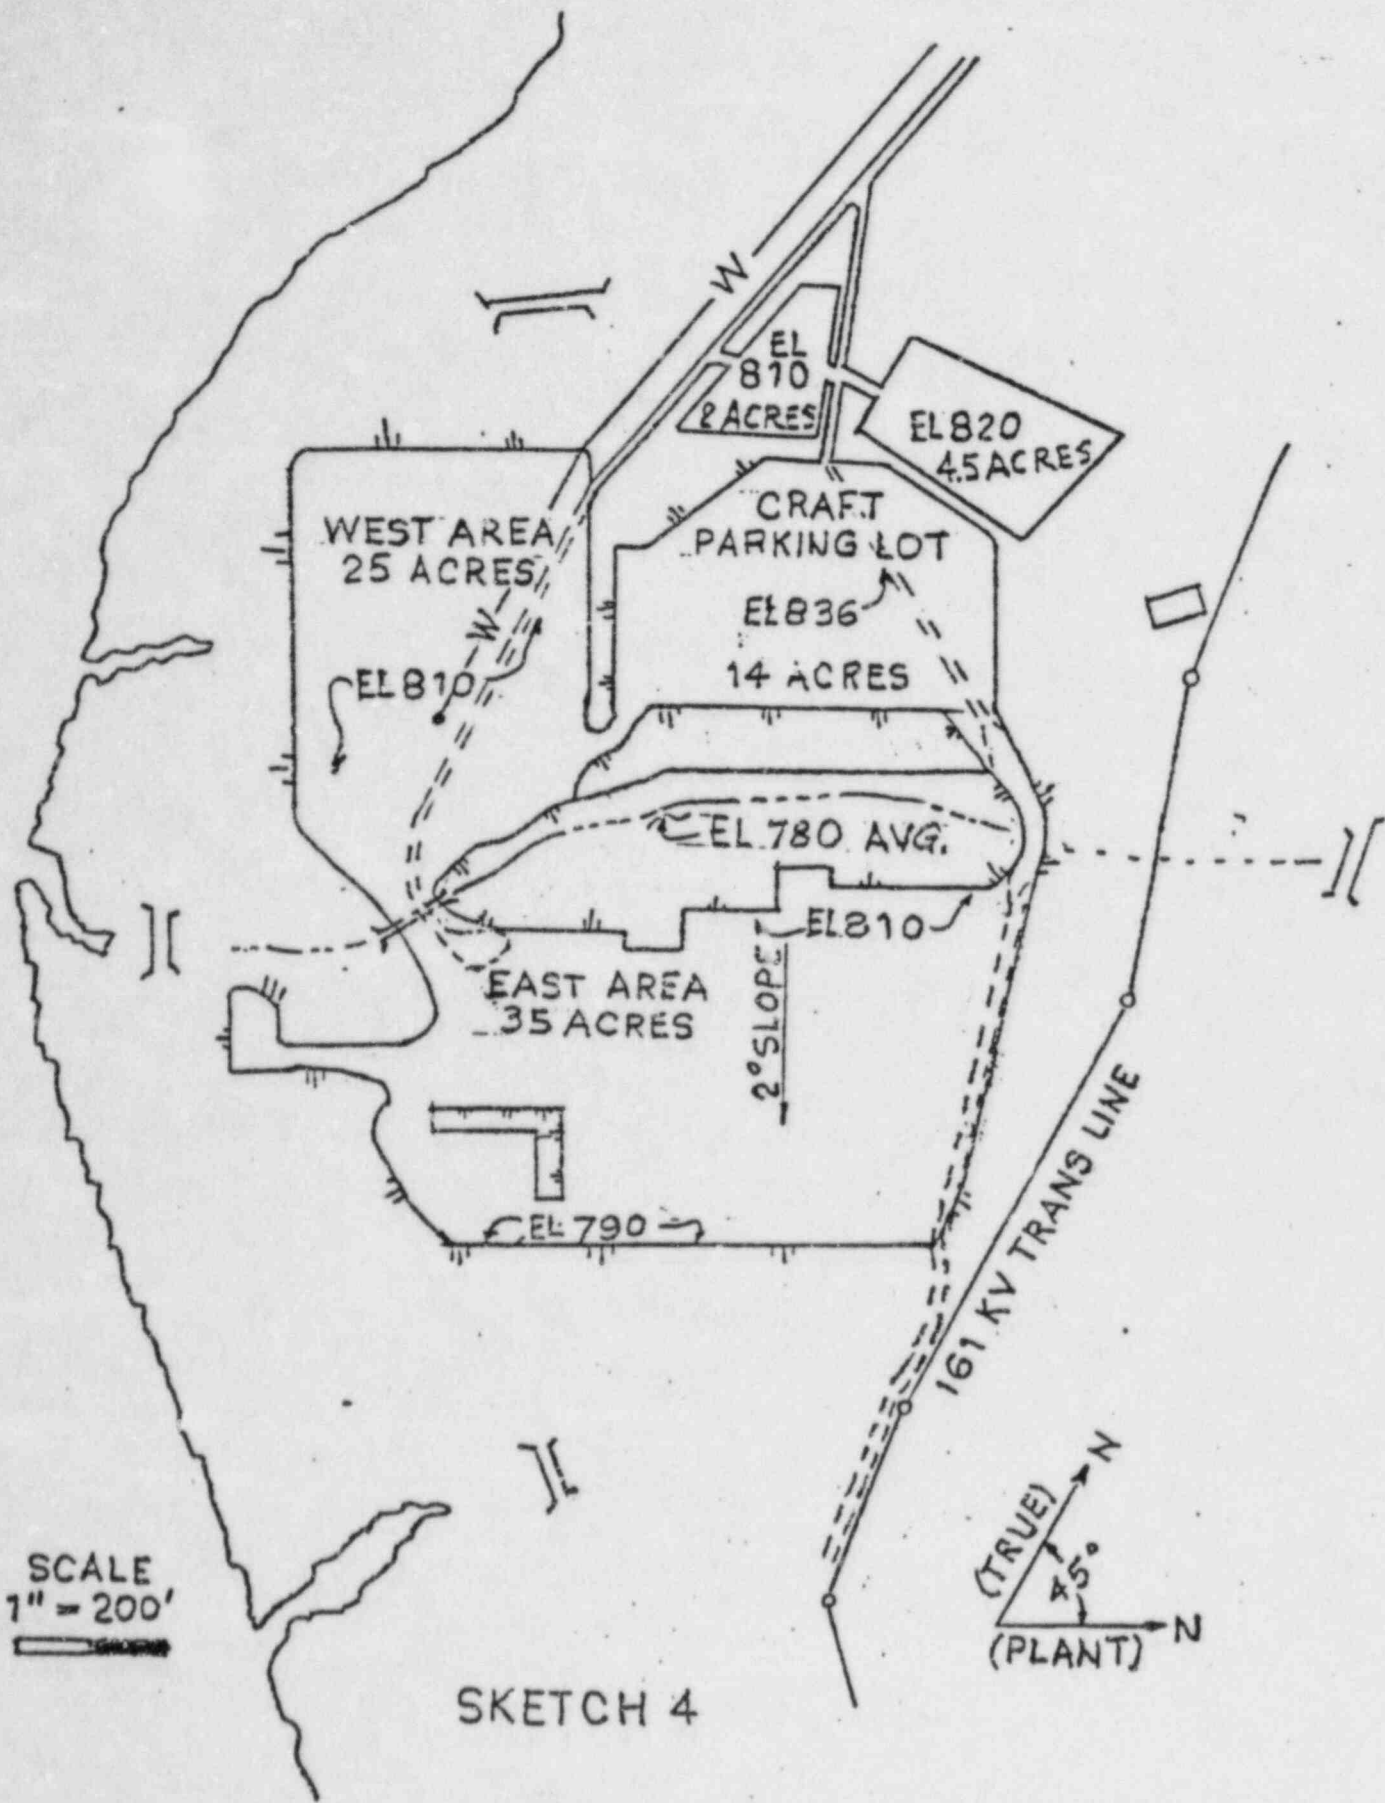 W
EL
810
2 ACRES
EL 820
4.5 ACRES
WEST AREA
25 ACRES
CRAFT
PARKING LOT
EL 836
W
14 ACRES
EL 810
EL 780 AVG.
EL 810
EAST AREA
35 ACRES
2° SLOPE
EL 790
161 KV TRANS LINE
N
(TRUE)
45°
N
(PLANT)
SCALE
1" = 200'
SKETCH 4